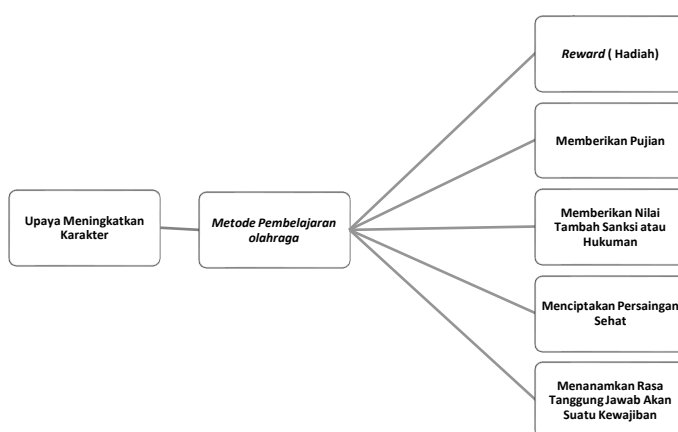 Reward ( Hadiah)
Memberikan Pujian
Upaya Meningkatkan
Karakter
Metode Pembelajaran
olahraga
Memberikan Nilai
Tambah Sanksi atau
Hukuman
Menciptakan Persaingan
Sehat
Menanamkan Rasa
Tanggung Jawab Akan
Suatu Kewajiban